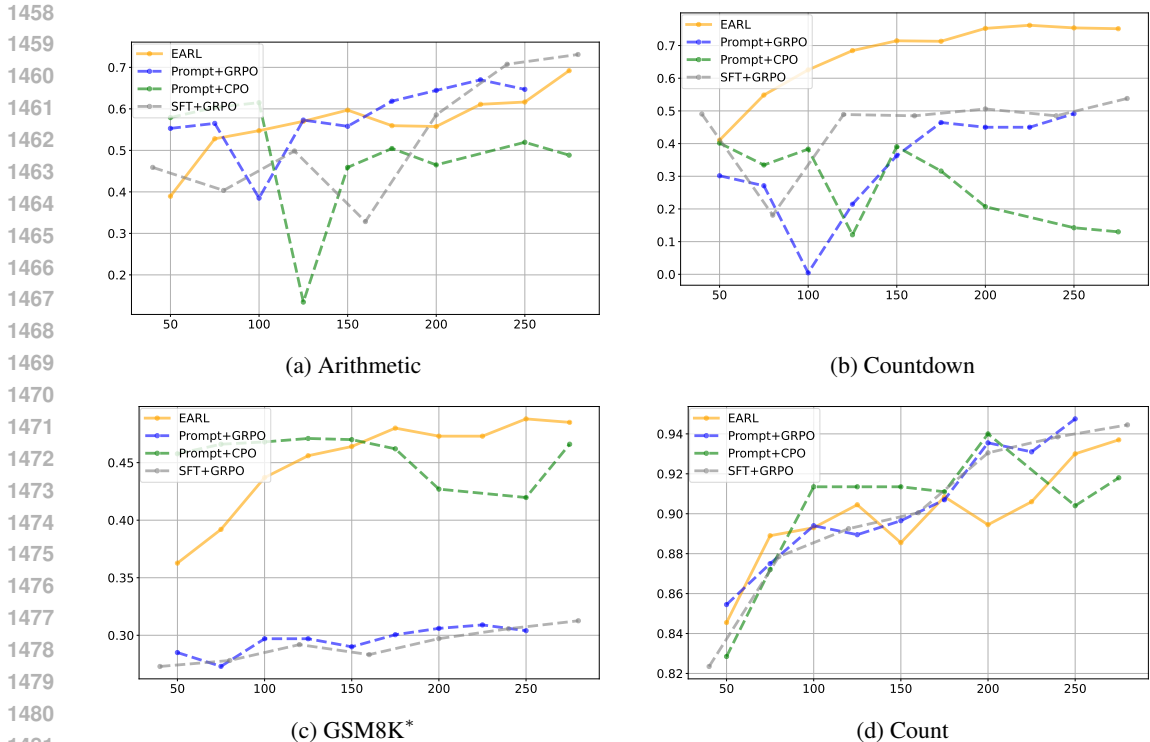 1458
1459
1460
1461
1462
1463
1464
1465
1466
1467
1468
1469
1470
1471
1472
1473
1474
1475
1476
1477
1478
1479
1480
EARL
Prompt+GRPO
Prompt+CPO
SFT+GRPO
0.7
0.6
0.5
0.4
0.3
0.2
50 100 150 200 250
(a) Arithmetic
EARL
Prompt+GRPO
Prompt+CPO
SFT+GRPO
0.7
0.6
0.5
0.4
0.3
0.2
0.1
0.0
50 100 150 200 250
(b) Countdown
EARL
Prompt+GRPO
Prompt+CPO
SFT+GRPO
0.45
0.40
0.35
0.30
50 100 150 200 250
(c) GSM8K*
EARL
Prompt+GRPO
Prompt+CPO
SFT+GRPO
0.94
0.92
0.90
0.88
0.86
0.84
0.82
50 100 150 200 250
(d) Count